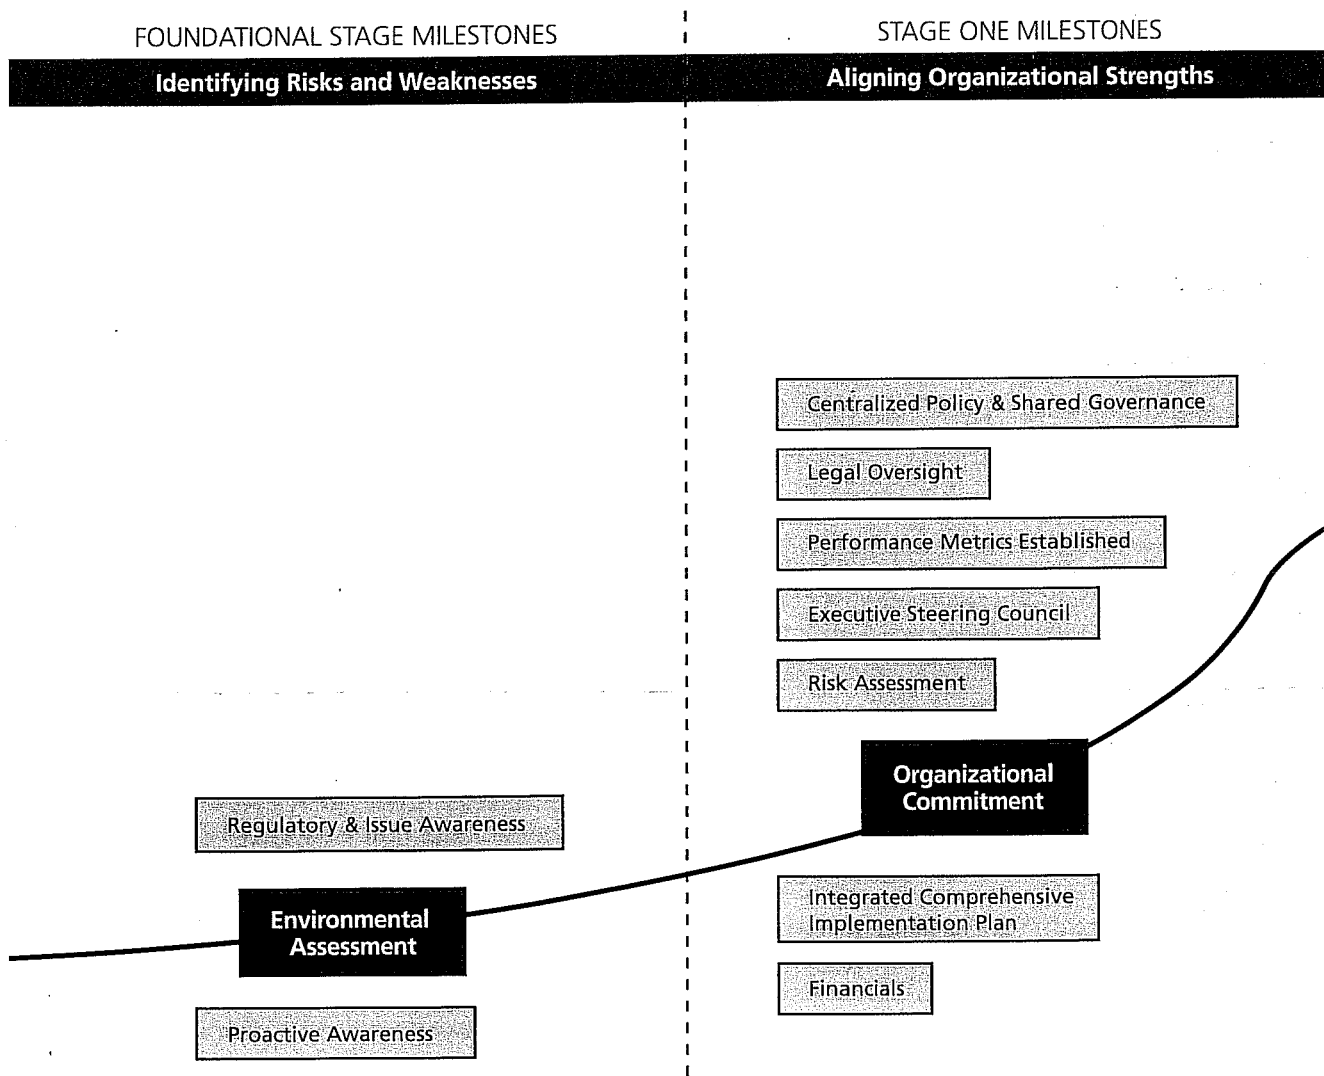 FOUNDATIONAL STAGE MILESTONES
Identifying Risks and Weaknesses
Regulatory & Issue Awareness
Environmental
Assessment
Proactive Awareness
STAGE ONE MILESTONES
Aligning Organizational Strengths
Centralized Policy & Shared Governance
Legal Oversight
Performance Metrics Established
Executive Steering Council
Risk Assessment
Organizational
Commitment
Integrated Comprehensive
Implementation Plan
Financials